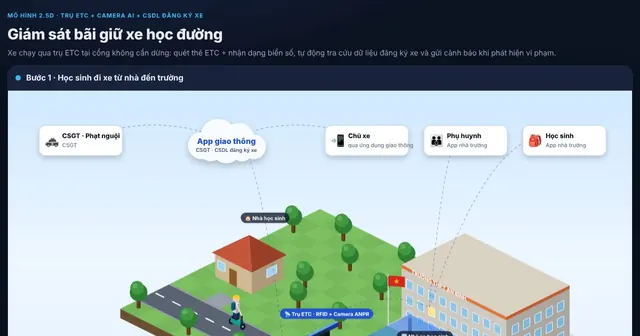 MÔ HÌNH 2.5D · TRỤ ETC + CAMERA AI + CSDL ĐĂNG KÝ XE
Giám sát bãi giữ xe học đường
Xe chạy qua trụ ETC tại cổng không cần dừng: quét thẻ ETC + nhận dạng biển số, tự động tra cứu dữ liệu đăng ký xe và gửi cảnh báo khi phát hiện vi phạm.
Bước 1 · Học sinh đi xe từ nhà đến trường
CSGT · Phạt nguội
CSGT
App giao thông
CSGT · CSDL đăng ký xe
Chủ xe
qua ứng dụng giao thông
Phụ huynh
App nhà trường
Học sinh
App nhà trường
Nhà học sinh
Trụ ETC · RFID + Camera ANPR